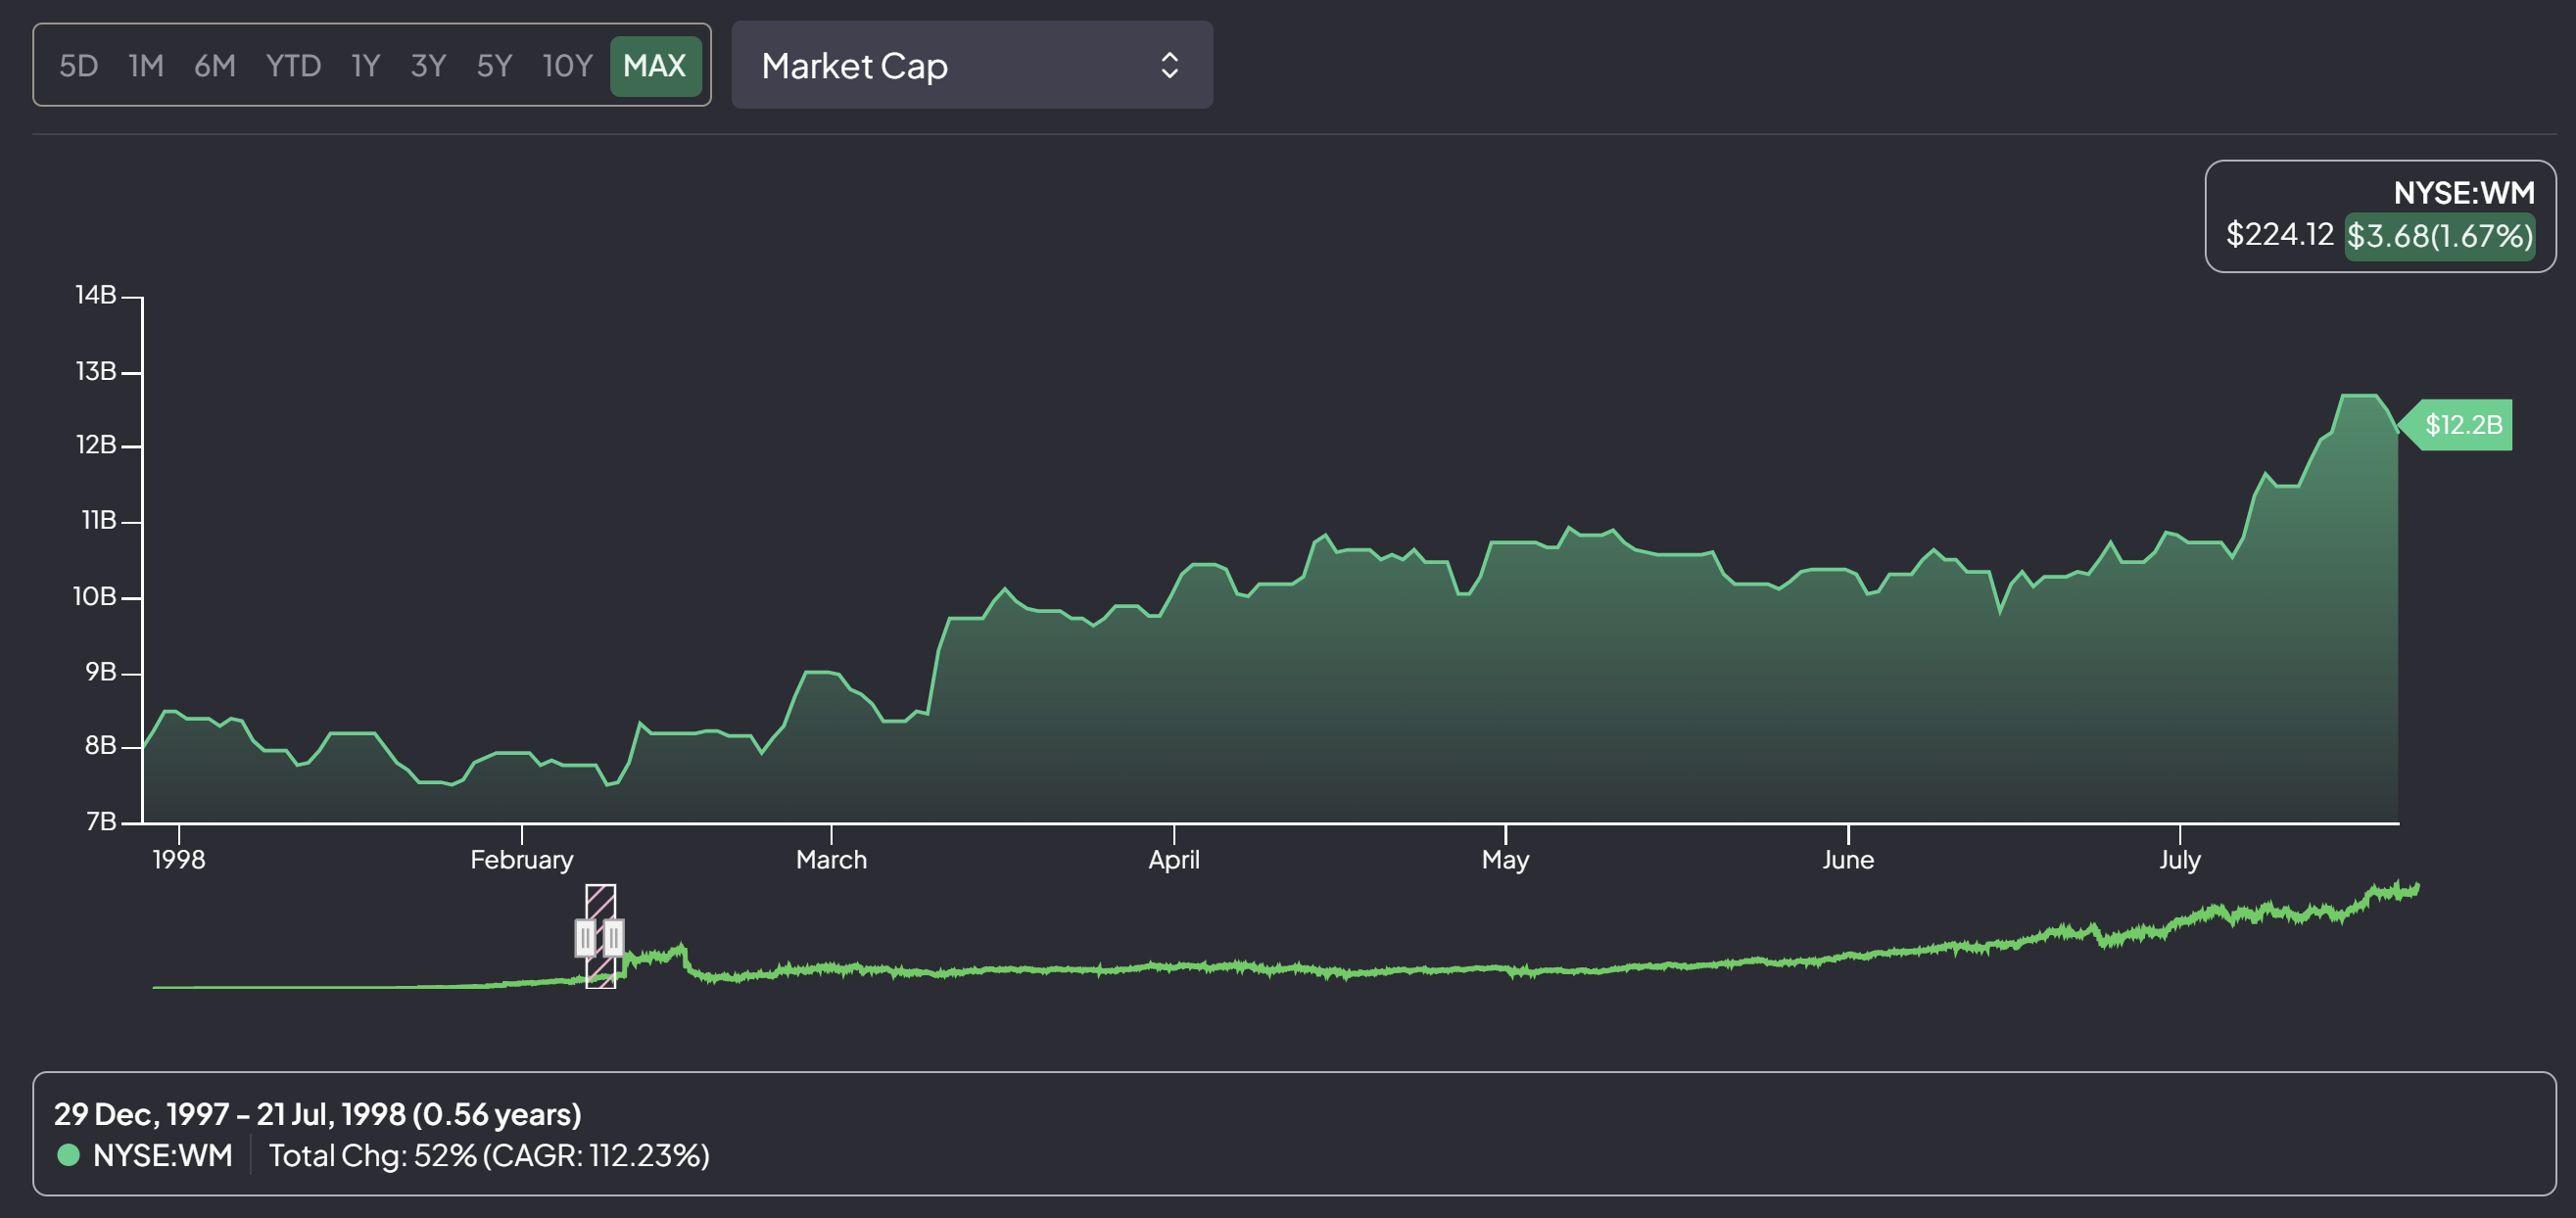 5D 1M 6M YTD 1Y 3Y 5Y 10Y MAX Market Cap
NYSE:WM
$224.12 $3.68(1.67%)
14B
13B
12B
11B
10B
9B
8B
7B
$12.2B
1998 February March April May June July
29 Dec, 1997 - 21 Jul, 1998 (0.56 years)
NYSE:WM Total Chg: 52% (CAGR: 112.23%)